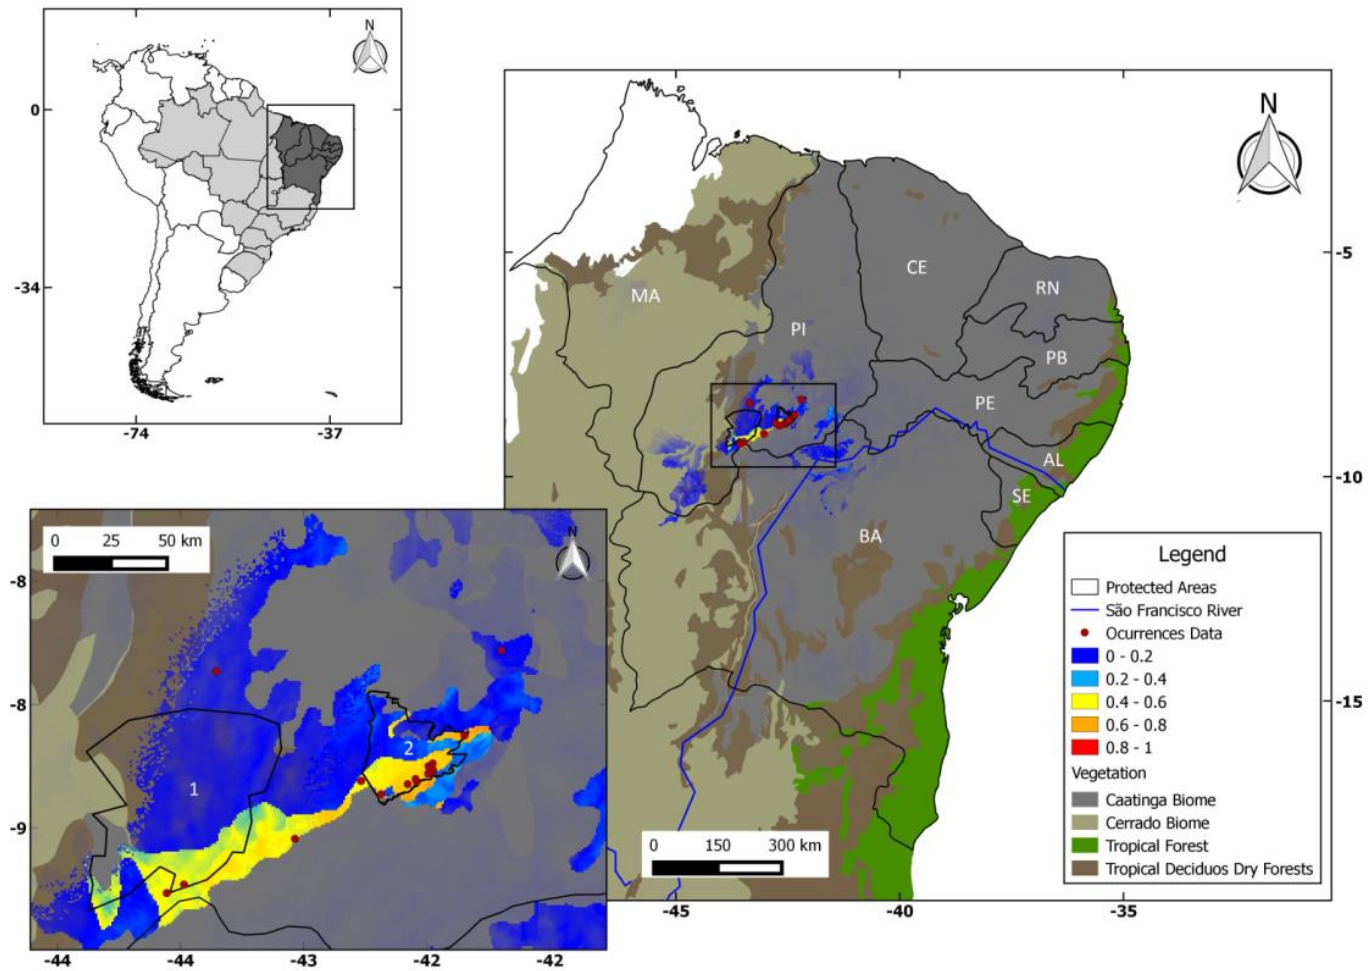 N
0
-34
-74
-37
N
-5
-10
-15
-45
-40
-35
MA
PI
CE
RN
PB
PE
AL
SE
BA
0
150
300 km
Legend
Protected Areas
São Francisco River
Ocurrences Data
0 - 0.2
0.2 - 0.4
0.4 - 0.6
0.6 - 0.8
0.8 - 1
Vegetation
Caatinga Biome
Cerrado Biome
Tropical Forest
Tropical Deciduos Dry Forests
0
25
50 km
N
-8
-8
-9
1
2
-44
-44
-43
-42
-42